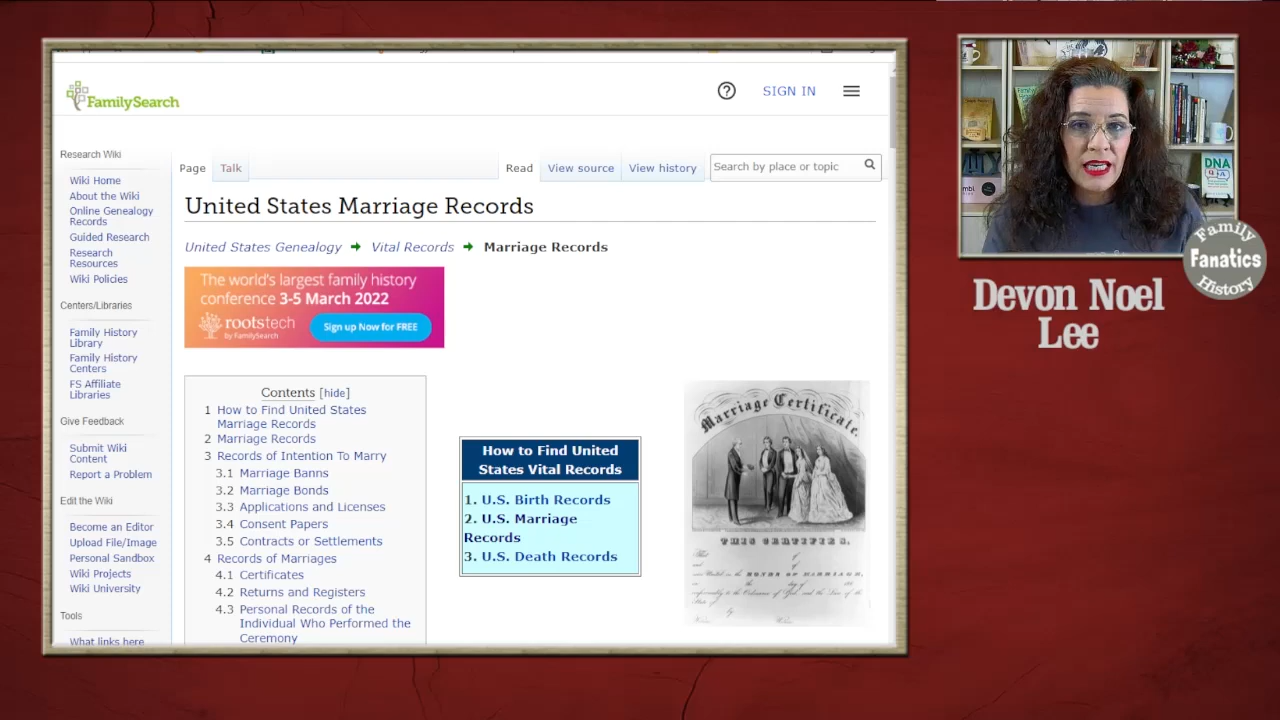 FamilySearch
SIGN IN
Research Wiki
Wiki Home
About the Wiki
Online Genealogy
Records
Guided Research
Research
Resources
Wiki Policies
Centers/Libraries
Family History
Library
Family History
Centers
FS Affiliate
Libraries
Give Feedback
Submit Wiki
Content
Report a Problem
Edit the Wiki
Become an Editor
Upload File/Image
Personal Sandbox
Wiki Projects
Wiki University
Tools
What links here
Page Talk Read View source View history Search by place or topic
United States Marriage Records
United States Genealogy Vital Records Marriage Records
The world's largest family history
conference 3-5 March 2022
rootstech
by FamilySearch
Sign up Now for FREE
Contents [hide]
1 How to Find United States
Marriage Records
2 Marriage Records
3 Records of Intention To Marry
3.1 Marriage Banns
3.2 Marriage Bonds
3.3 Applications and Licenses
3.4 Consent Papers
3.5 Contracts or Settlements
4 Records of Marriages
4.1 Certificates
4.2 Returns and Registers
4.3 Personal Records of the
Individual Who Performed the
Ceremony
How to Find United
States Vital Records
1. U.S. Birth Records
2. U.S. Marriage
Records
3. U.S. Death Records
Marriage Certificate.
THIS CERTIFIES,
DNA
Q&A
Family
Fanatics
History
Devon Noel
Lee